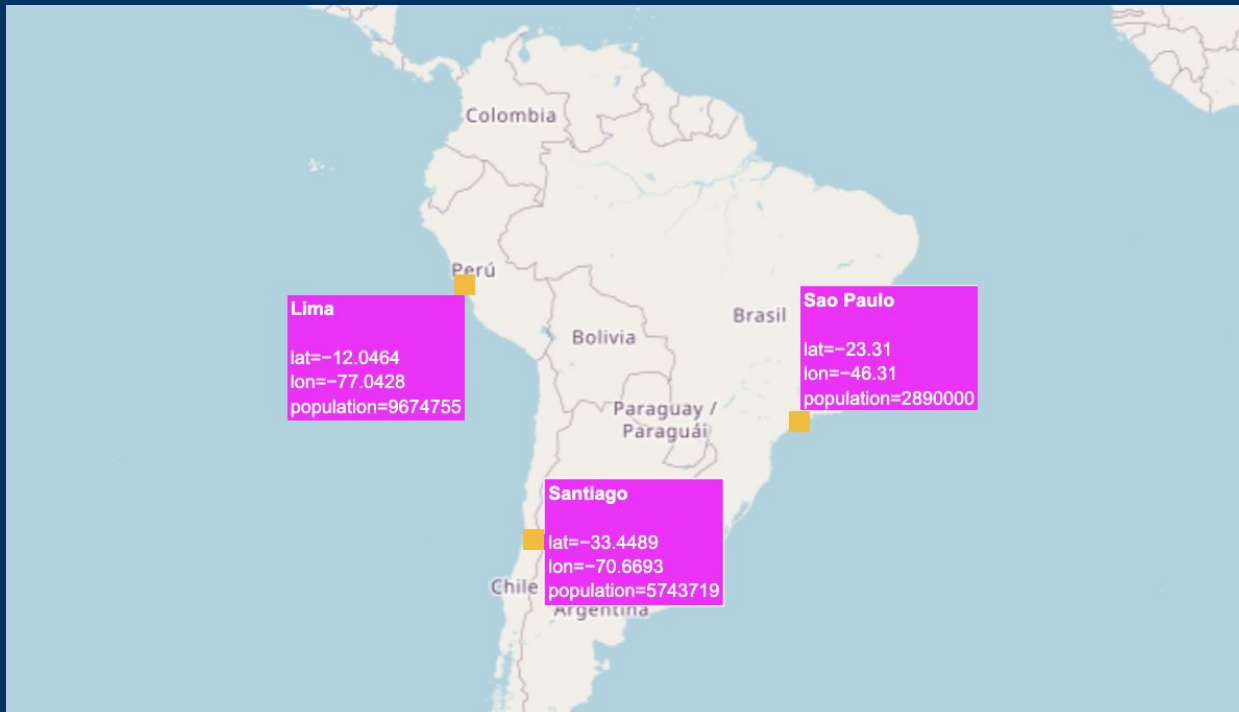 Colombia
Perú
Lima
lat=−12.0464
lon=−77.0428
population=9674755
Bolivia
Brasil
Sao Paulo
lat=−23.31
lon=−46.31
population=2890000
Paraguay /
Paraguái
Santiago
lat=−33.4489
lon=−70.6693
population=5743719
Chile
Argentina